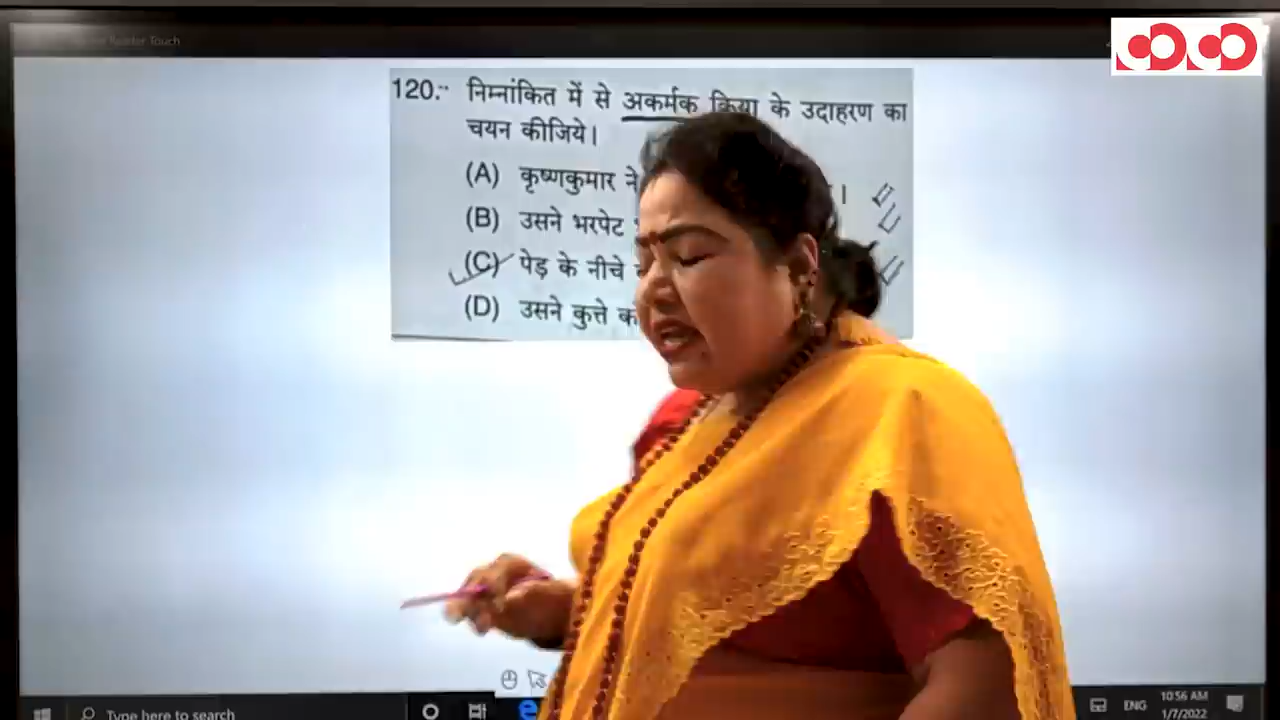 120. निम्नांकित में से अकर्मक क्रिया के उदाहरण का
चयन कीजिये।
(A) कृष्णकुमार ने ।
(B) उसने भरपेट
(C) पेड़ के नीचे
(D) उसने कुत्ते
Type here to search
ENG
10:56 AM
1/7/2022